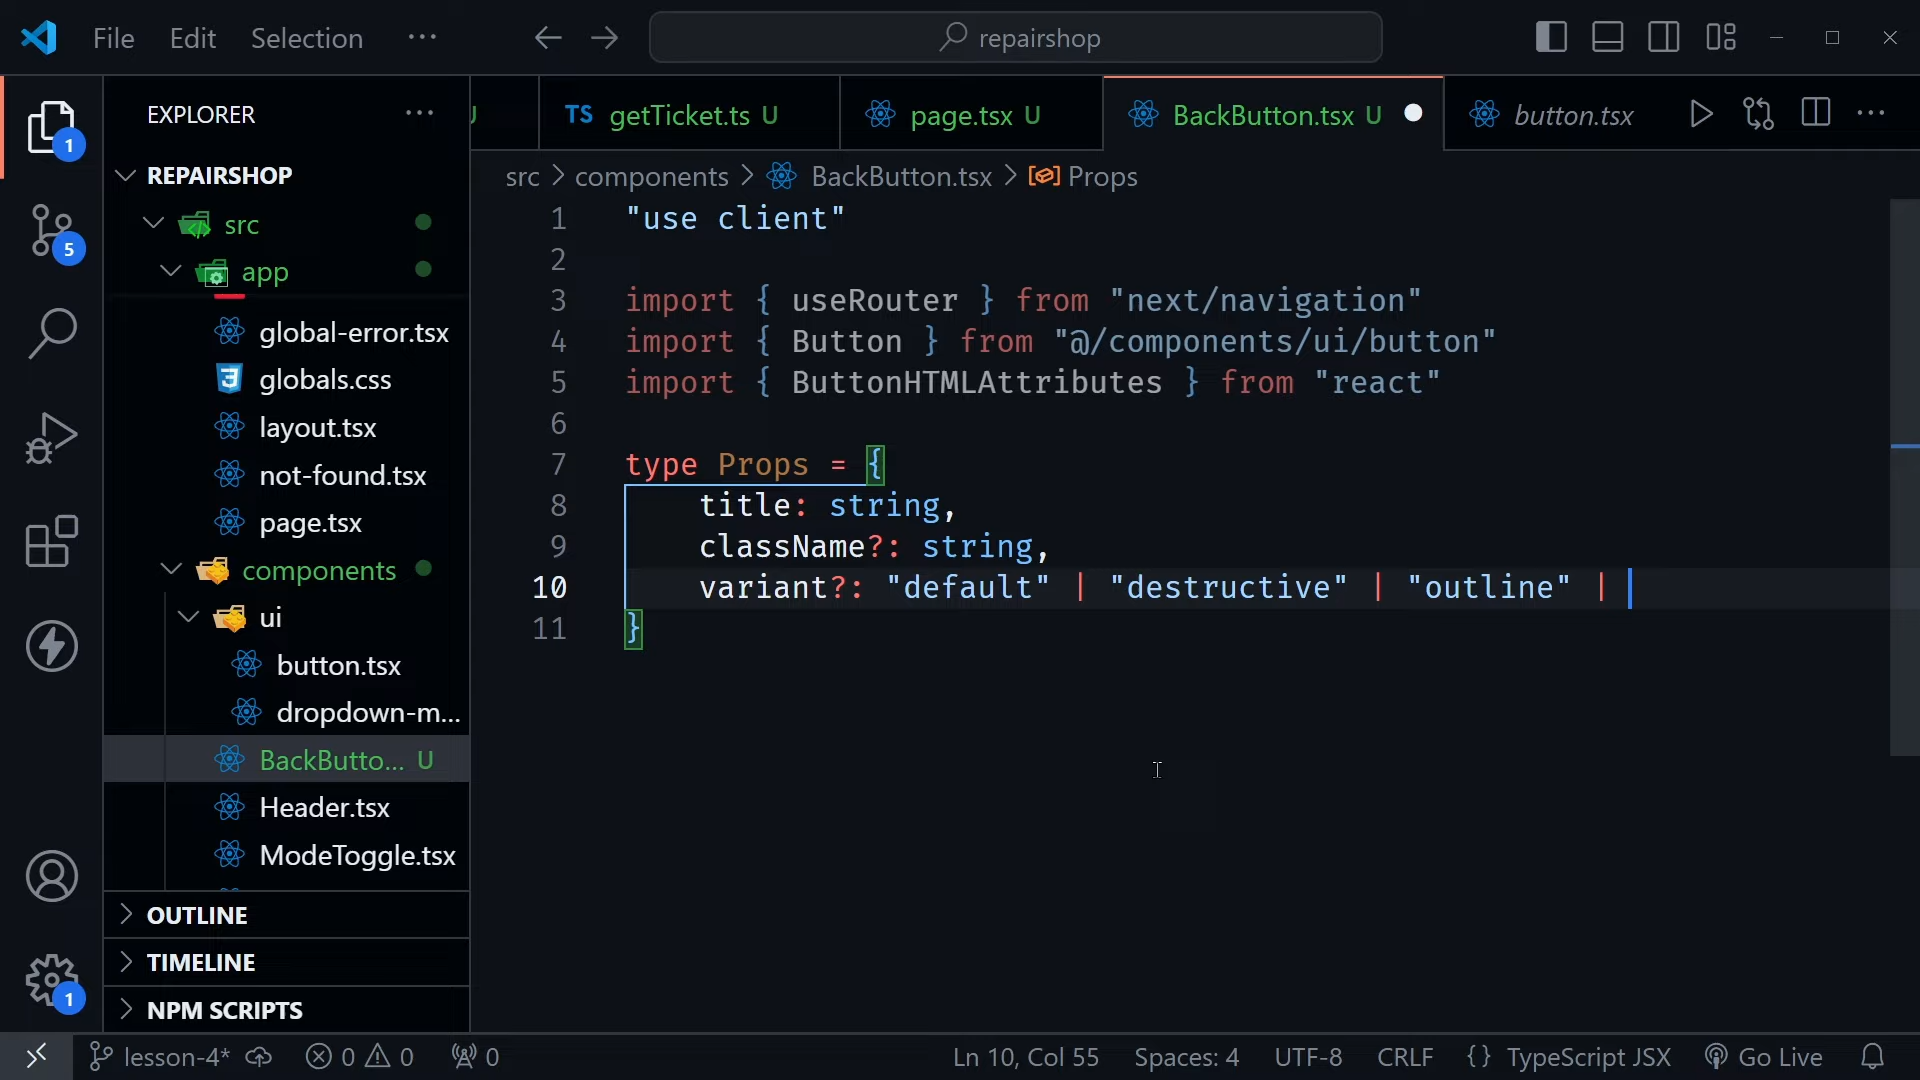 File Edit Selection ···
repairshop
EXPLORER ···
TS getTicket.ts U
page.tsx U
BackButton.tsx U
button.tsx
···
src > components > BackButton.tsx > Props
REPAIRSHOP
src
app
global-error.tsx
globals.css
layout.tsx
not-found.tsx
page.tsx
components
ui
button.tsx
dropdown-m...
BackButto... U
Header.tsx
ModeToggle.tsx
OUTLINE
TIMELINE
NPM SCRIPTS
1
5
1
1 "use client"
2
3 import { useRouter } from "next/navigation"
4 import { Button } from "@/components/ui/button"
5 import { ButtonHTMLAttributes } from "react"
6
7 type Props = {
8 title: string,
9 className?: string,
10 variant?: "default" | "destructive" | "outline" |
11 }
lesson-4* 0 0 0
Ln 10, Col 55 Spaces: 4 UTF-8 CRLF {} TypeScript JSX Go Live